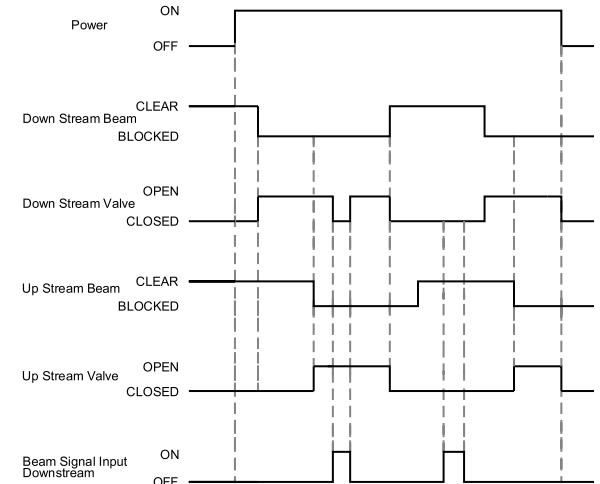 ON
Power
OFF
CLEAR
Down Stream Beam
BLOCKED
OPEN
Down Stream Valve
CLOSED
CLEAR
Up Stream Beam
BLOCKED
OPEN
Up Stream Valve
CLOSED
ON
Beam Signal Input
Downstream
OFF